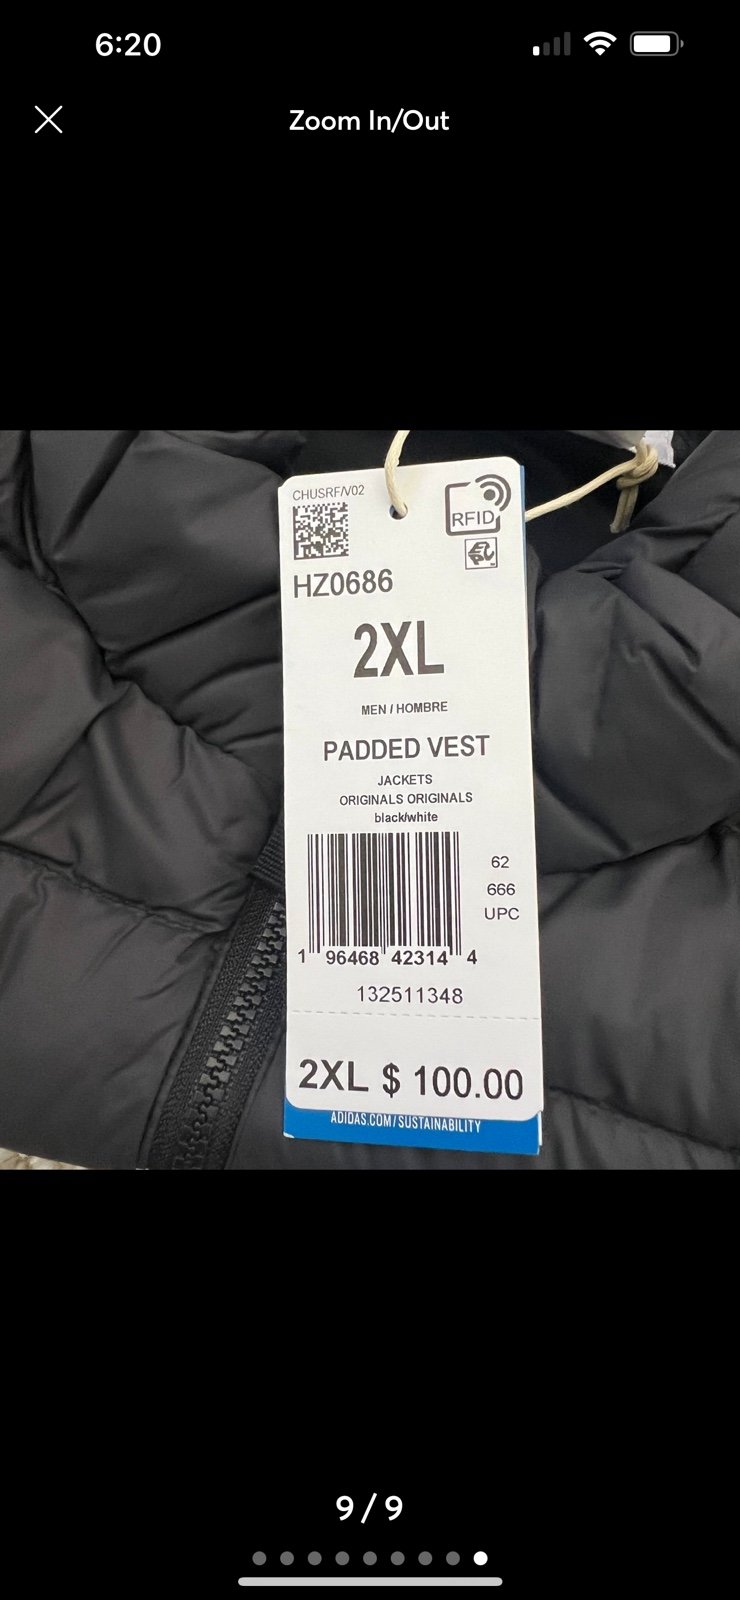 6:20
Zoom In/Out
CHUSRF/V02
RFID
HZ0686
2XL
MEN / HOMBRE
PADDED VEST
JACKETS
ORIGINALS ORIGINALS
black/white
62
666
UPC
1 96468 42314 4
132511348
2XL $ 100.00
ADIDAS.COM/SUSTAINABILITY
9/9